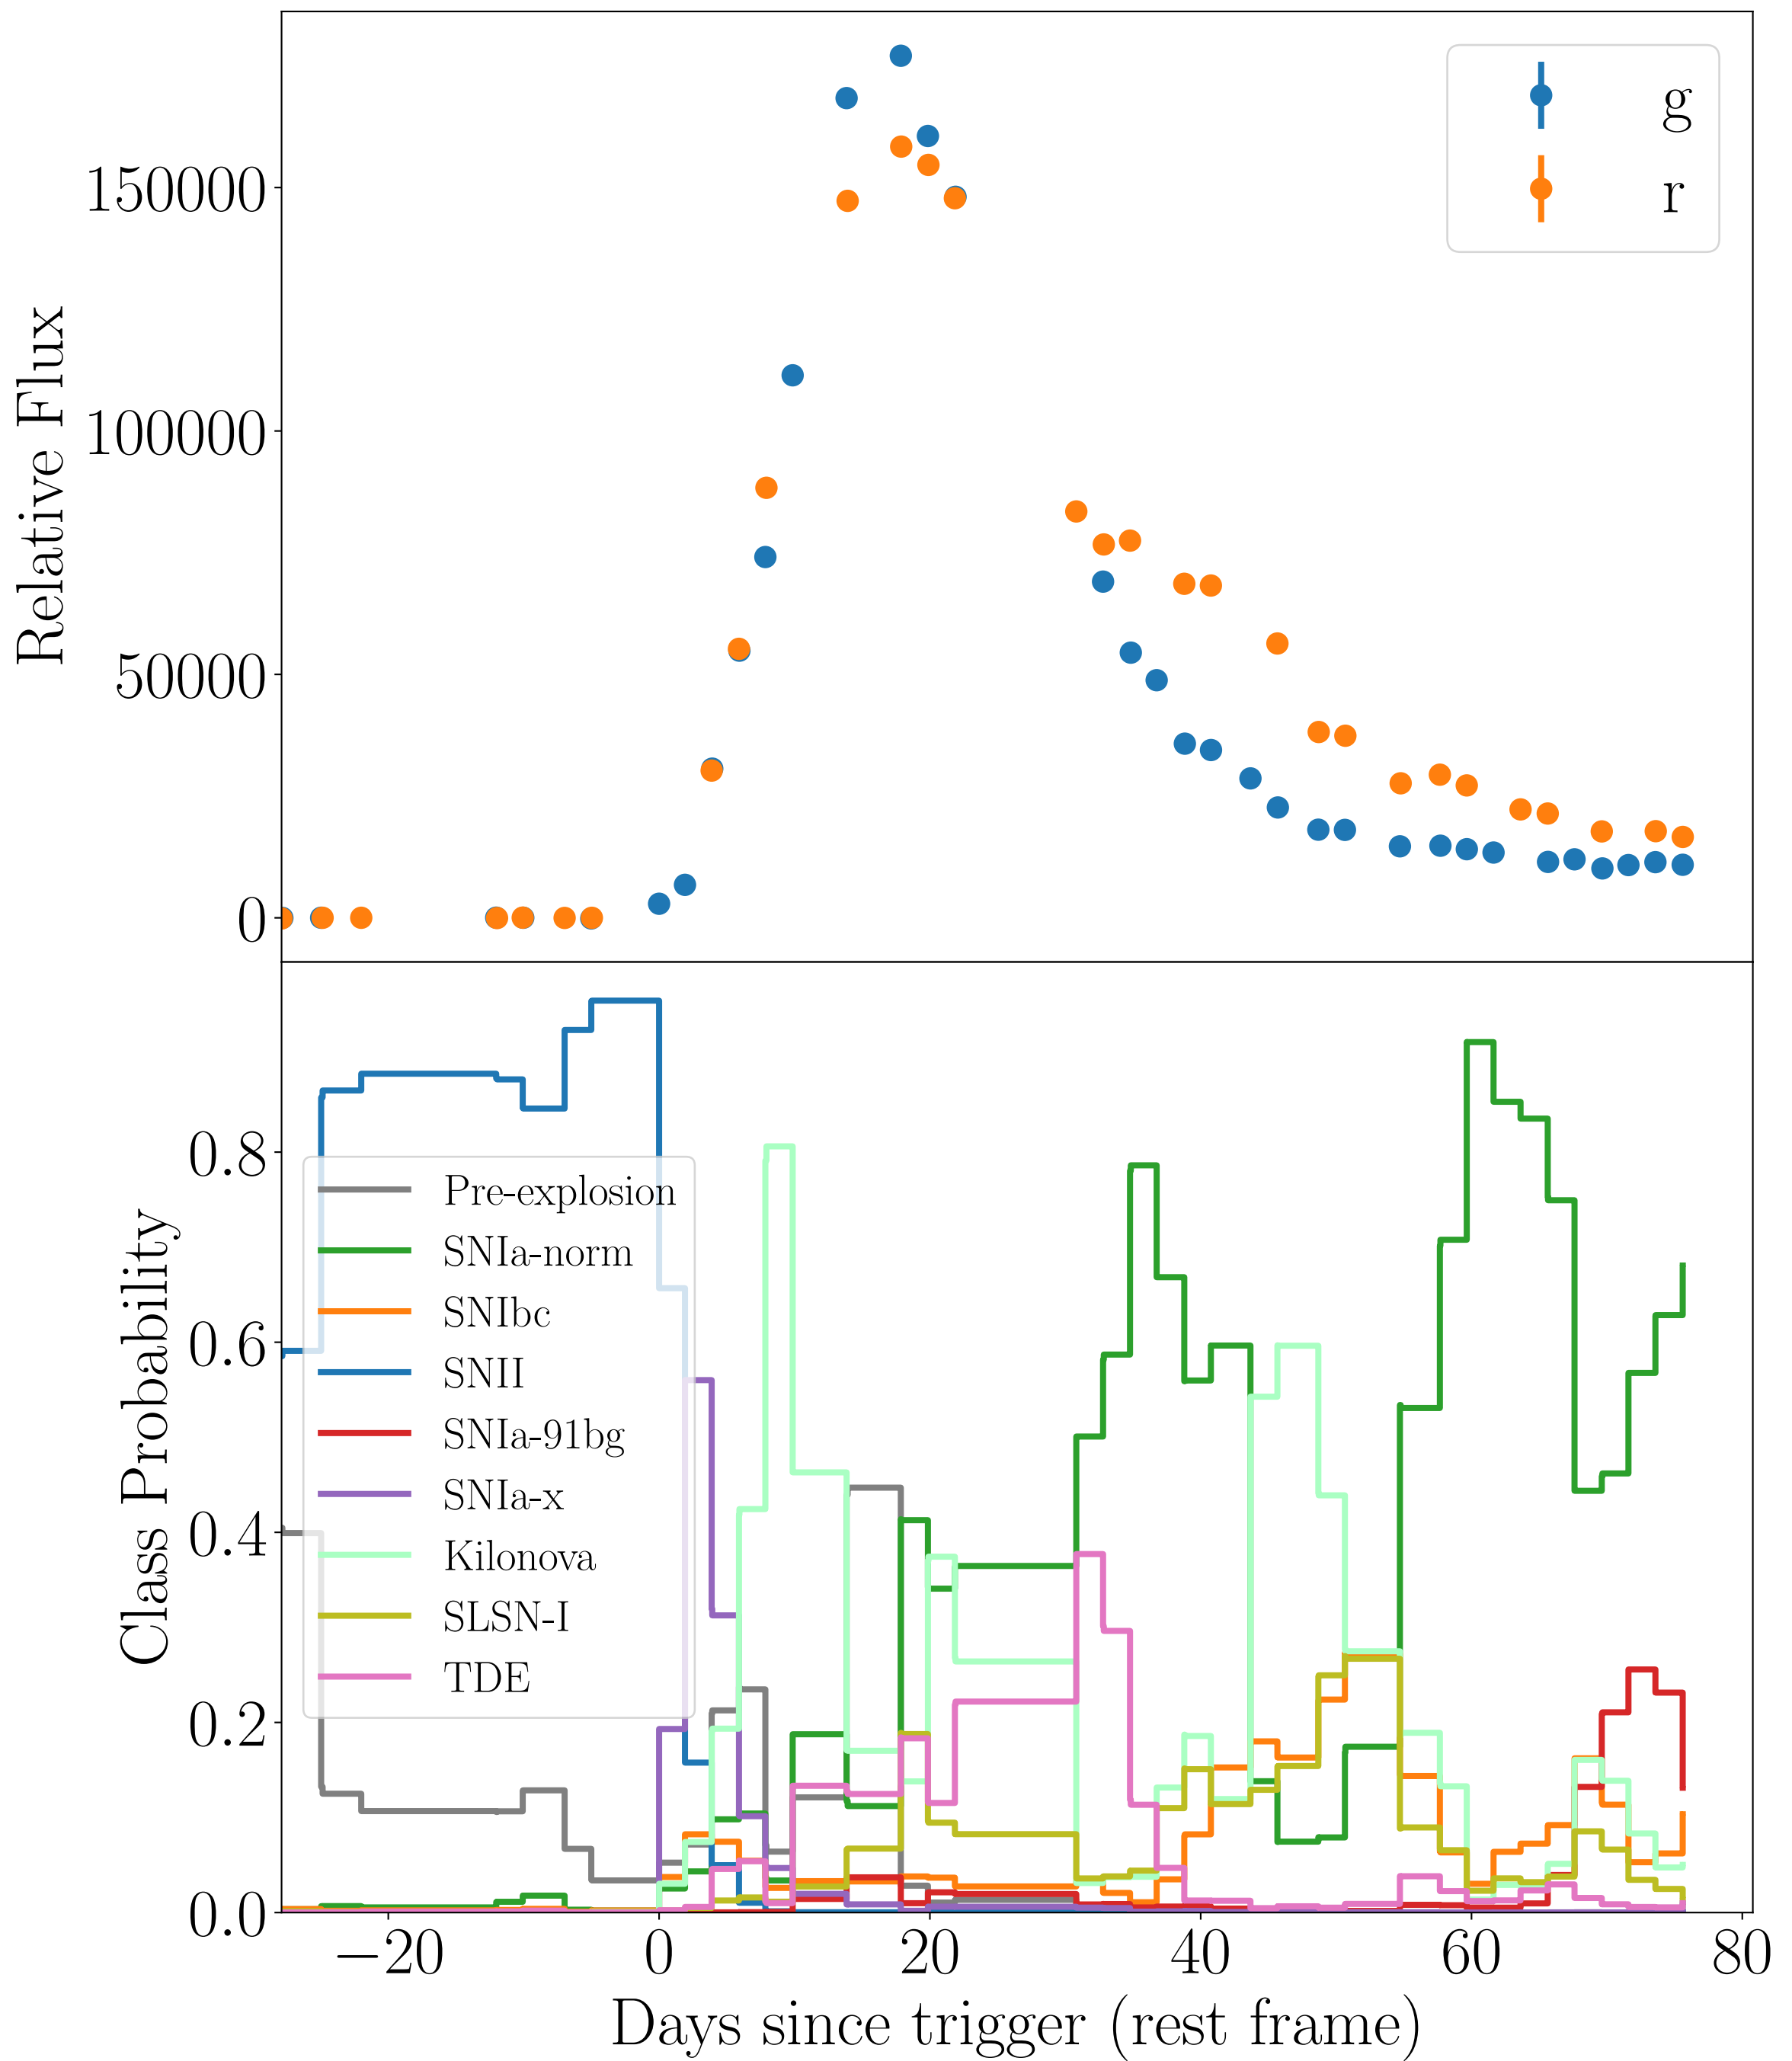 g
r
150000
100000
50000
0
Relative Flux
Pre-explosion
SNIa-norm
SNIbc
SNII
SNIa-91bg
SNIa-x
Kilonova
SLSN-I
TDE
0.8
0.6
0.4
0.2
0.0
Class Probability
−20 0 20 40 60 80
Days since trigger (rest frame)